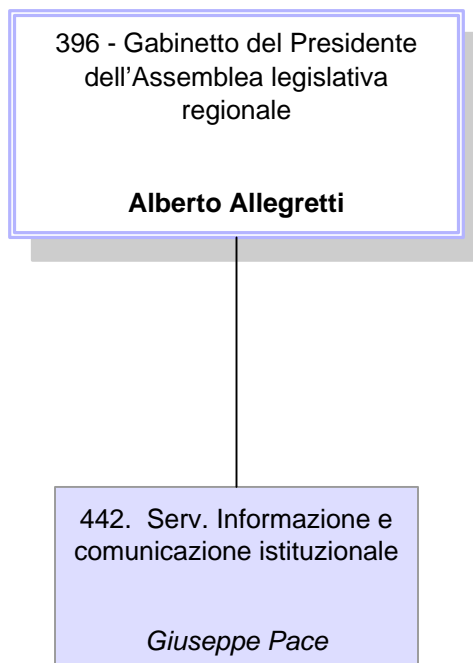 396 - Gabinetto del Presidente
dell'Assemblea legislativa
regionale
Alberto Allegretti
442.  Serv. Informazione e
comunicazione istituzionale
Giuseppe Pace